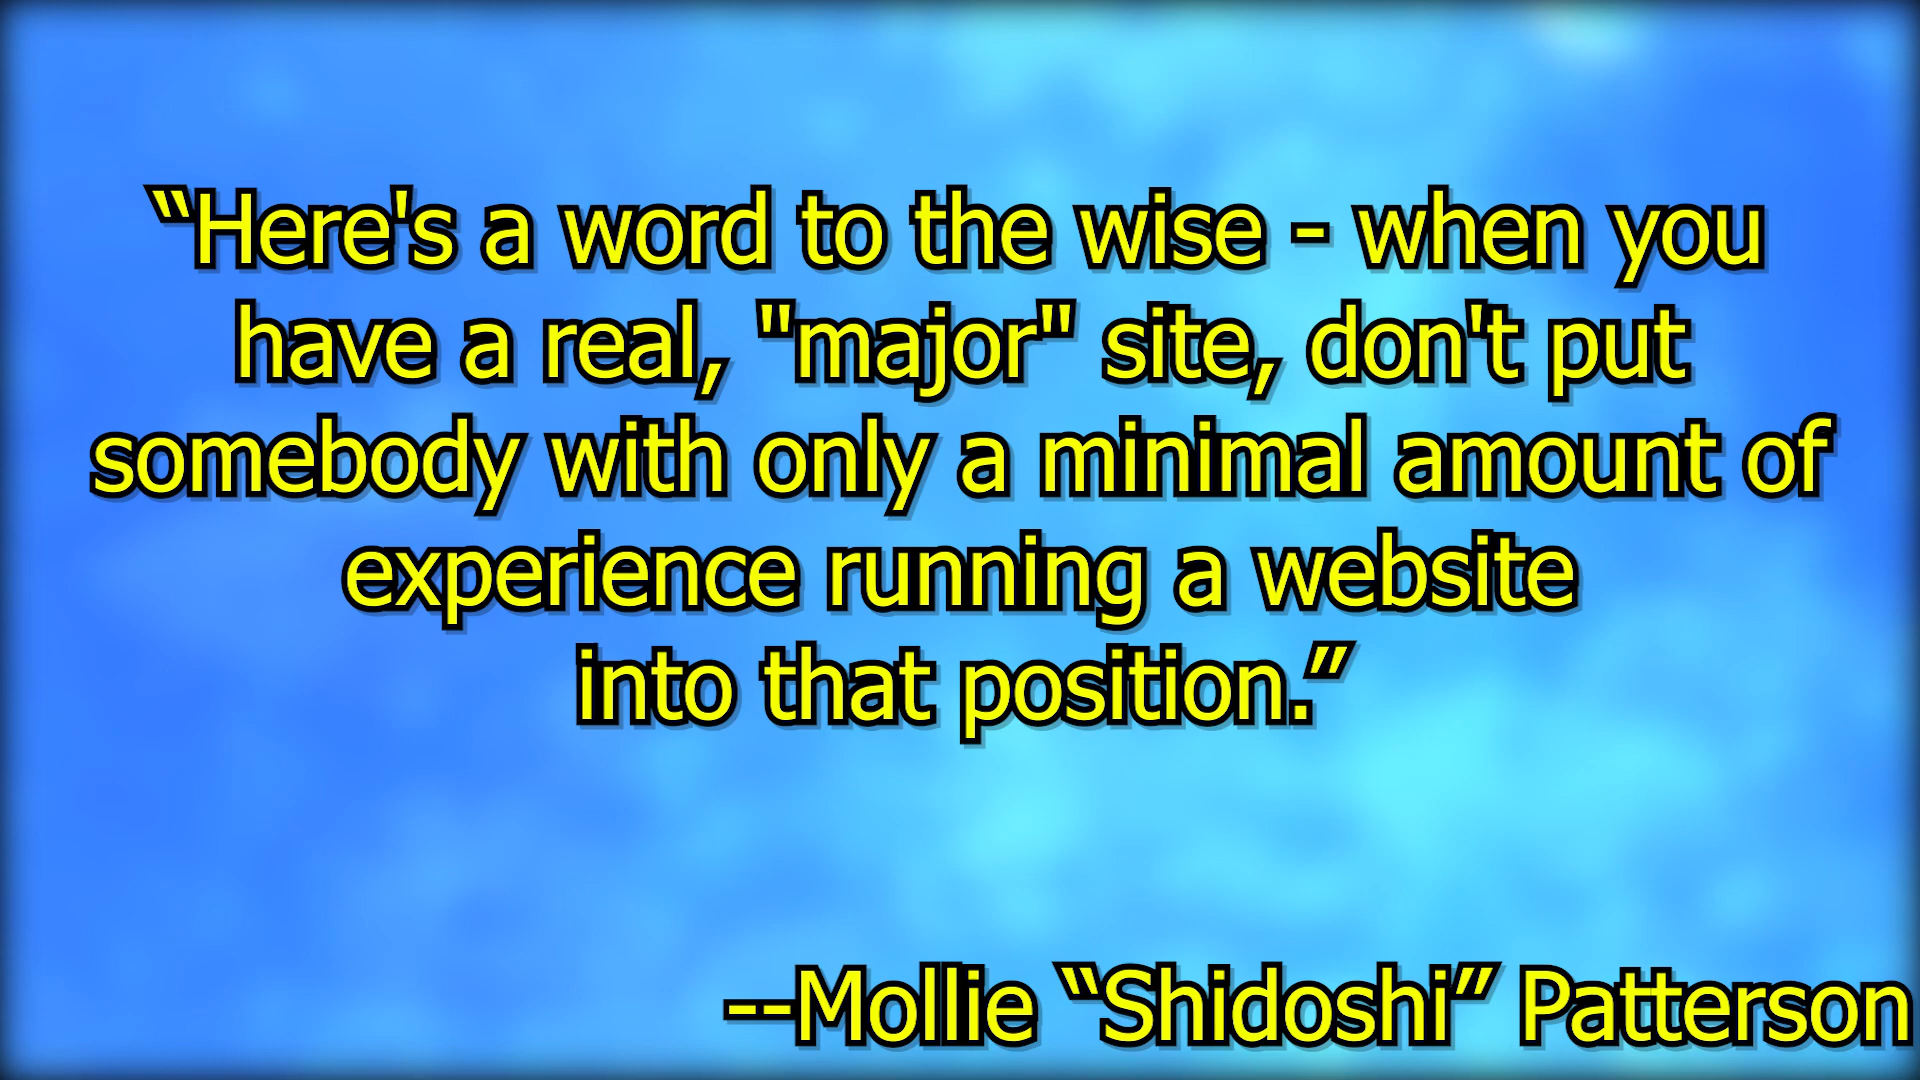 “Here's a word to the wise - when you
have a real, "major" site, don't put
somebody with only a minimal amount of
experience running a website
into that position.”
--Mollie “Shidoshi” Patterson